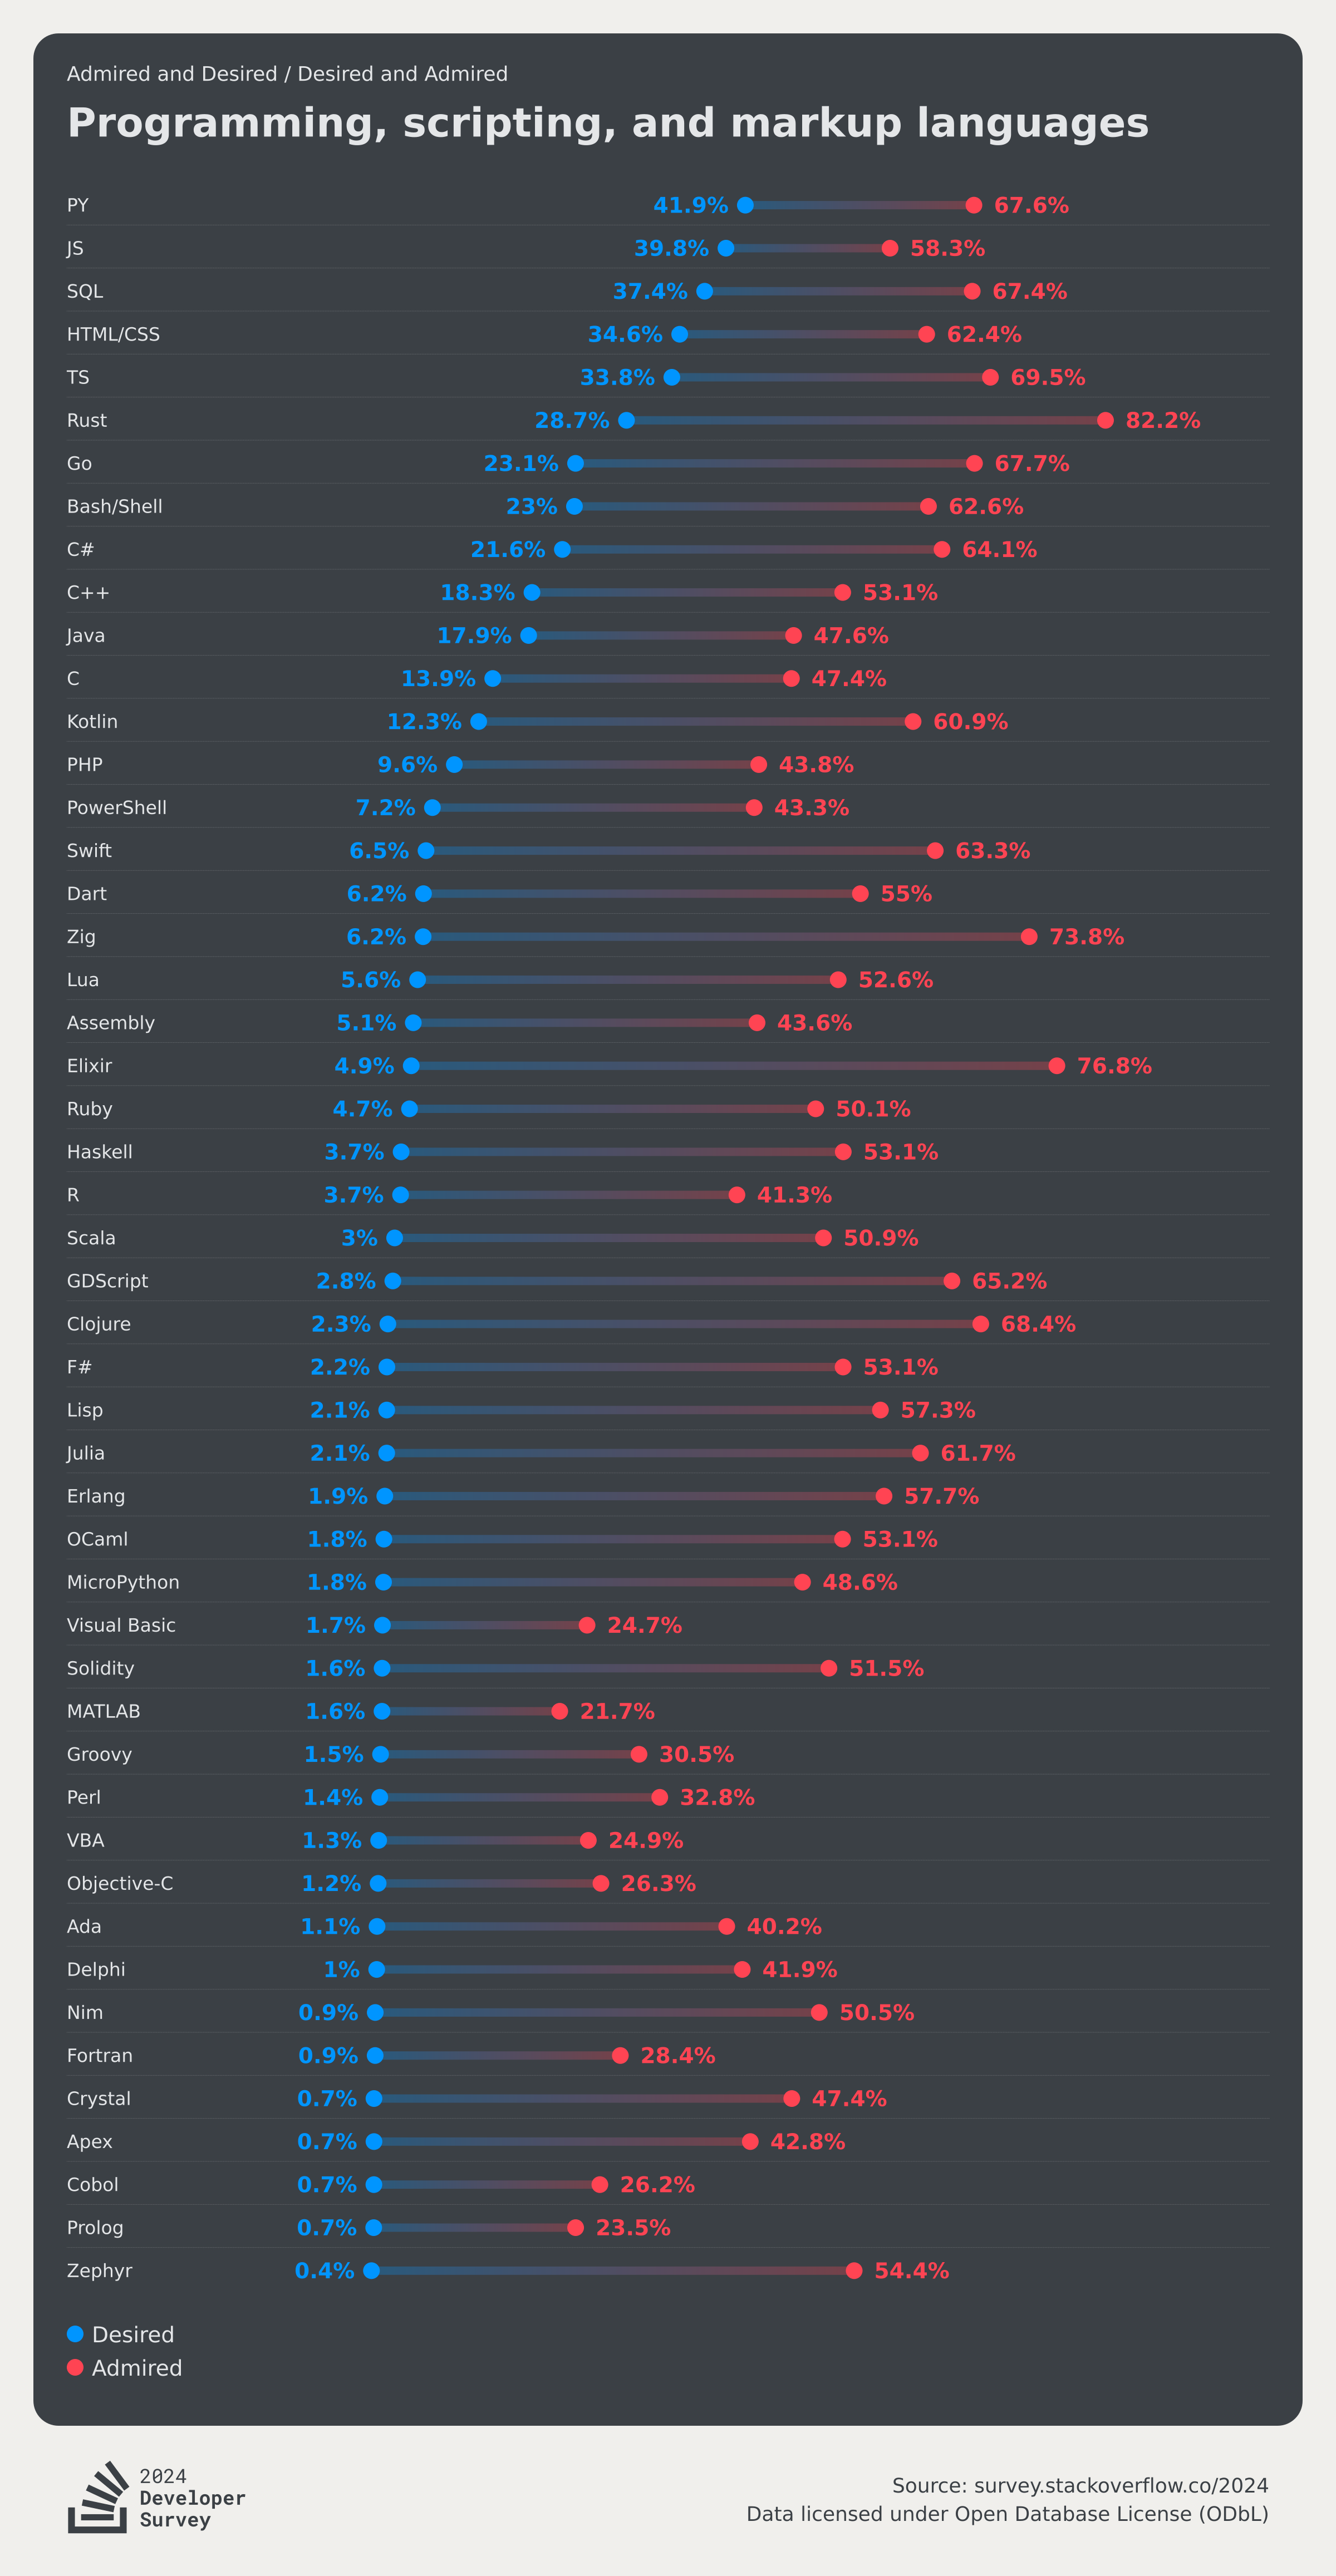 Admired and Desired / Desired and Admired
Programming, scripting, and markup languages
PY 41.9% 67.6%
JS 39.8% 58.3%
SQL 37.4% 67.4%
HTML/CSS 34.6% 62.4%
TS 33.8% 69.5%
Rust 28.7% 82.2%
Go 23.1% 67.7%
Bash/Shell 23% 62.6%
C# 21.6% 64.1%
C++ 18.3% 53.1%
Java 17.9% 47.6%
C 13.9% 47.4%
Kotlin 12.3% 60.9%
PHP 9.6% 43.8%
PowerShell 7.2% 43.3%
Swift 6.5% 63.3%
Dart 6.2% 55%
Zig 6.2% 73.8%
Lua 5.6% 52.6%
Assembly 5.1% 43.6%
Elixir 4.9% 76.8%
Ruby 4.7% 50.1%
Haskell 3.7% 53.1%
R 3.7% 41.3%
Scala 3% 50.9%
GDScript 2.8% 65.2%
Clojure 2.3% 68.4%
F# 2.2% 53.1%
Lisp 2.1% 57.3%
Julia 2.1% 61.7%
Erlang 1.9% 57.7%
OCaml 1.8% 53.1%
MicroPython 1.8% 48.6%
Visual Basic 1.7% 24.7%
Solidity 1.6% 51.5%
MATLAB 1.6% 21.7%
Groovy 1.5% 30.5%
Perl 1.4% 32.8%
VBA 1.3% 24.9%
Objective-C 1.2% 26.3%
Ada 1.1% 40.2%
Delphi 1% 41.9%
Nim 0.9% 50.5%
Fortran 0.9% 28.4%
Crystal 0.7% 47.4%
Apex 0.7% 42.8%
Cobol 0.7% 26.2%
Prolog 0.7% 23.5%
Zephyr 0.4% 54.4%
Desired
Admired
2024
Developer
Survey
Source: survey.stackoverflow.co/2024
Data licensed under Open Database License (ODbL)